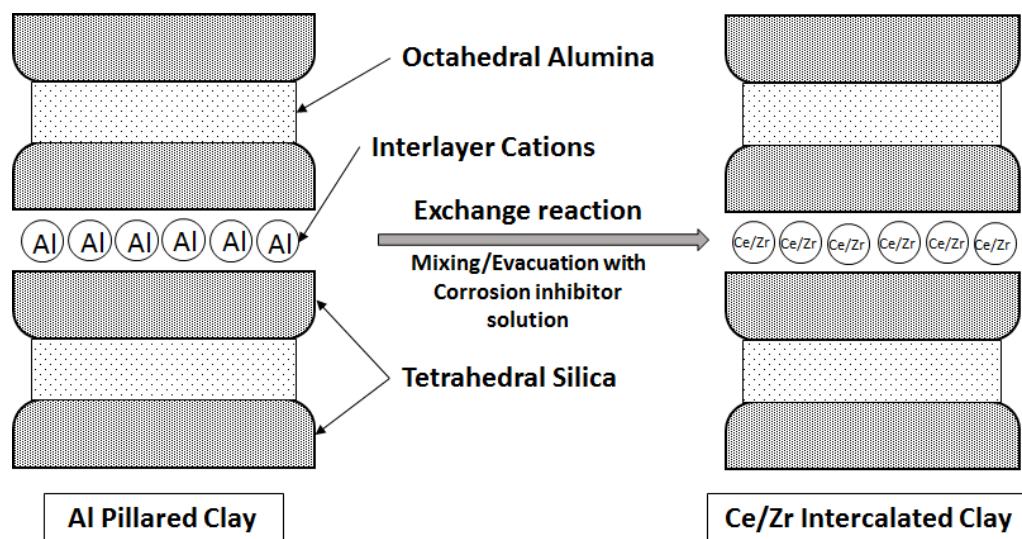 Octahedral Alumina
Interlayer Cations
Al Al Al Al Al Al
Exchange reaction
Mixing/Evacuation with
Corrosion inhibitor
solution
Ce/Zr Ce/Zr Ce/Zr Ce/Zr Ce/Zr Ce/Zr
Tetrahedral Silica
Al Pillared Clay
Ce/Zr Intercalated Clay